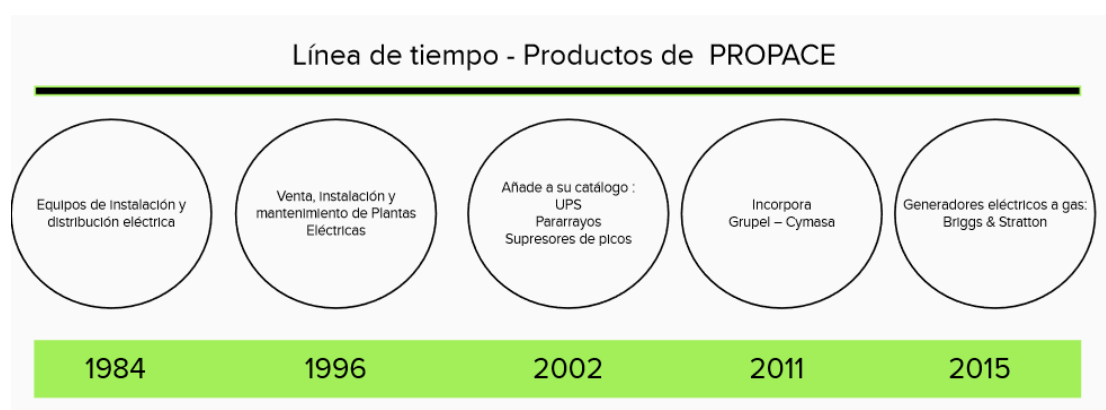 Línea de tiempo - Productos de PROPACE
Equipos de instalación y
distribución eléctrica
Venta, instalación y
mantenimiento de Plantas
Eléctricas
Añade a su catálogo :
UPS
Pararrayos
Supresores de picos
Incorpora
Grupel – Cymasa
Generadores eléctricos a gas:
Briggs & Stratton
1984
1996
2002
2011
2015